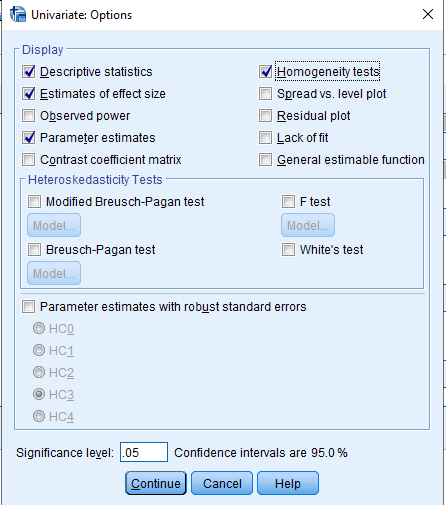 Univariate: Options
Display
Descriptive statistics
Homogeneity tests
Estimates of effect size
Spread vs. level plot
Observed power
Residual plot
Parameter estimates
Lack of fit
Contrast coefficient matrix
General estimable function
Heteroskedasticity Tests
Modified Breusch-Pagan test
F test
Model...
Model...
Breusch-Pagan test
White's test
Model...
Parameter estimates with robust standard errors
HC0
HC1
HC2
HC3
HC4
Significance level: .05 Confidence intervals are 95.0 %
Continue
Cancel
Help